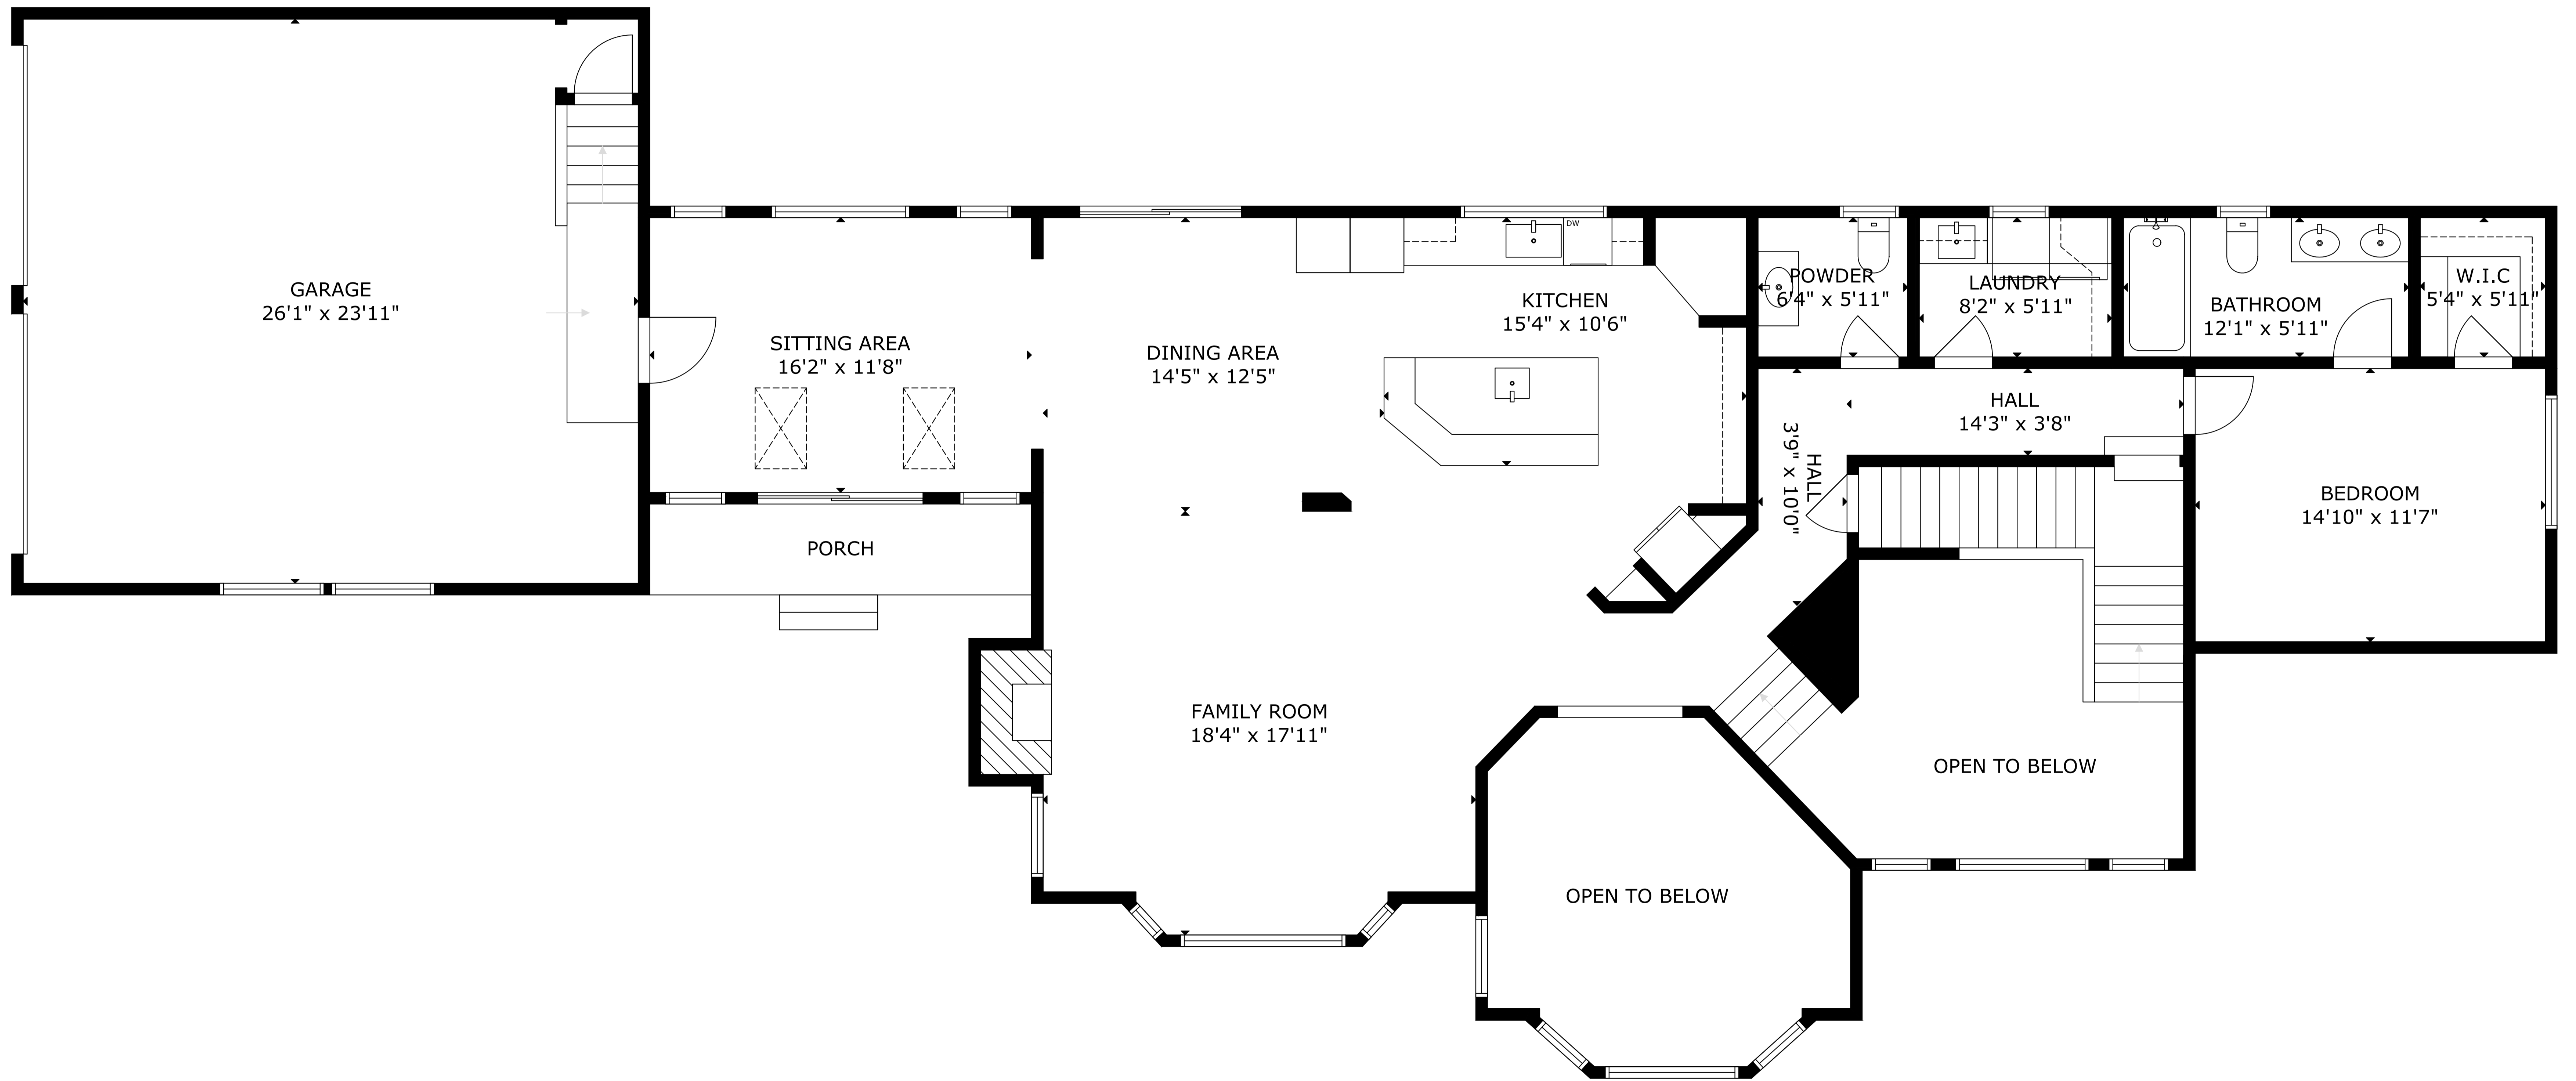 GARAGE
26'1" x 23'11"
SITTING AREA
16'2" x 11'8"
PORCH
DINING AREA
14'5" x 12'5"
DW
KITCHEN
15'4" x 10'6"
FAMILY ROOM
18'4" x 17'11"
POWDER
6'4" x 5'11"
LAUNDRY
8'2" x 5'11"
BATHROOM
12'1" x 5'11"
W.I.C
5'4" x 5'11"
HALL
14'3" x 3'8"
HALL
3'9" x 10'0"
BEDROOM
14'10" x 11'7"
OPEN TO BELOW
OPEN TO BELOW